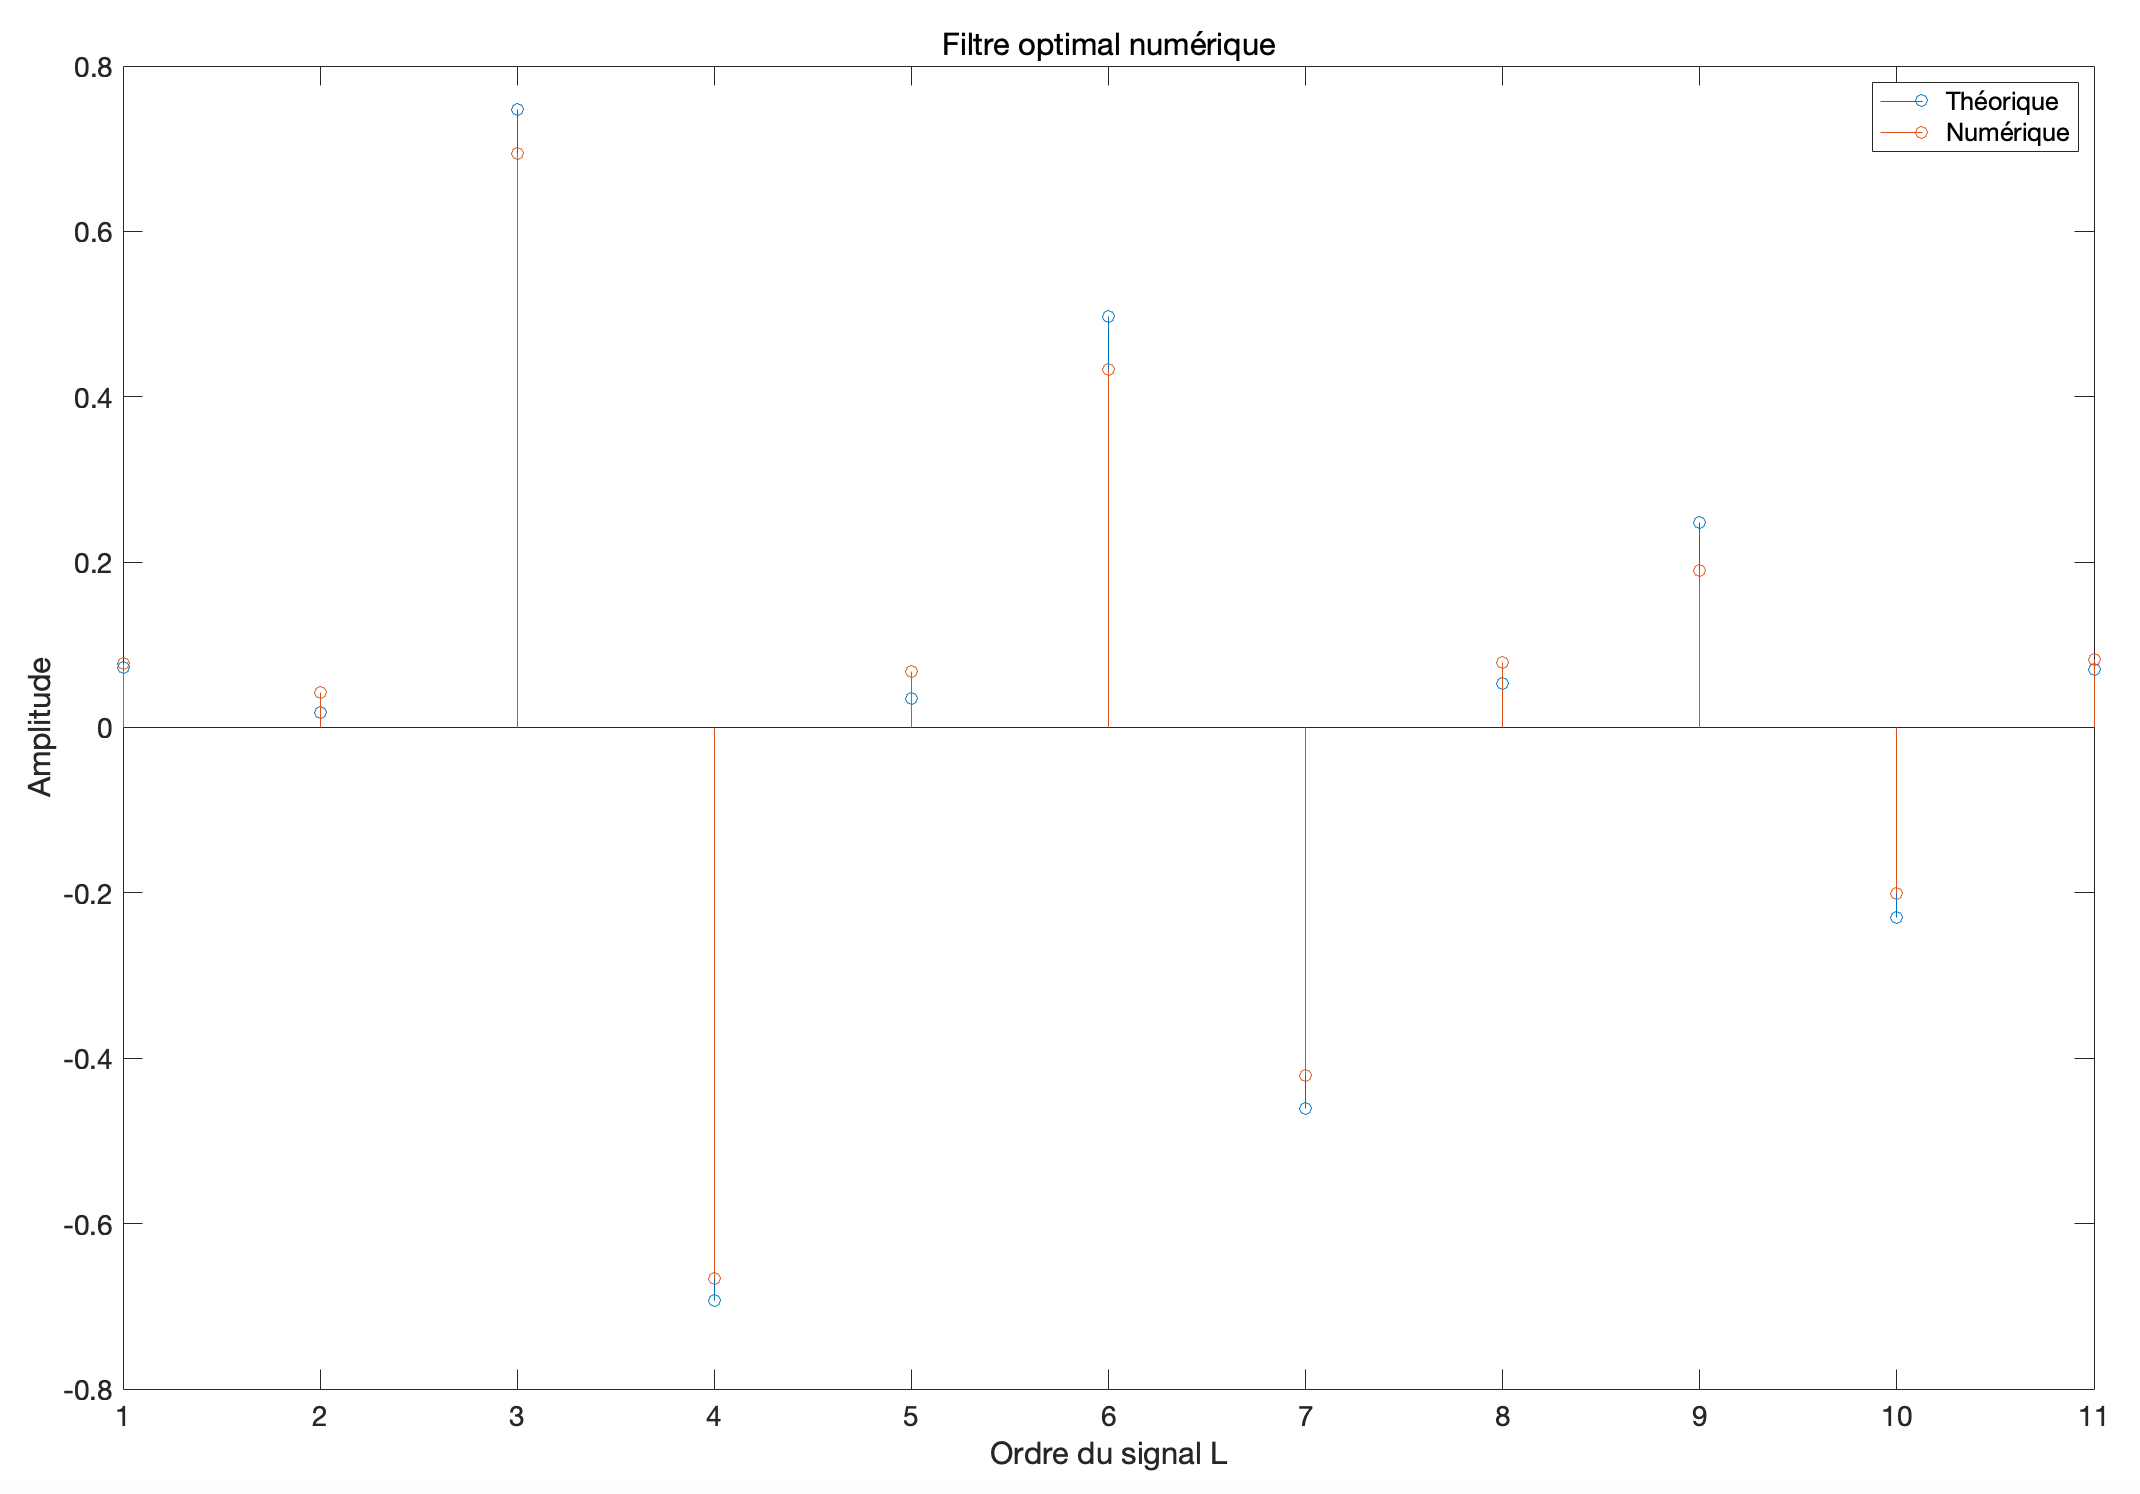 Filtre optimal numérique
Théorique
Numérique
0.8
0.6
0.4
0.2
0
-0.2
-0.4
-0.6
-0.8
Amplitude
1 2 3 4 5 6 7 8 9 10 11
Ordre du signal L